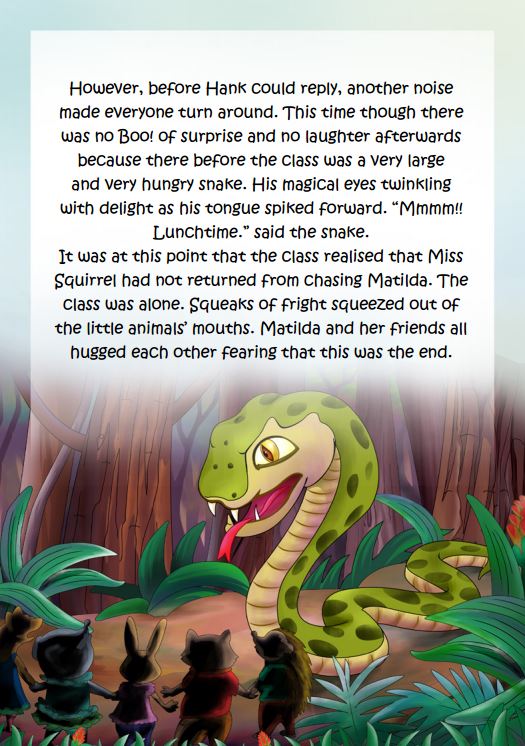 However, before Hank could reply, another noise
made everyone turn around. This time though there
was no Boo! of surprise and no laughter afterwards
because there before the class was a very large
and very hungry snake. His magical eyes twinkling
with delight as his tongue spiked forward. “Mmmm!!
Lunchtime.” said the snake.
It was at this point that the class realised that Miss
Squirrel had not returned from chasing Matilda. The
class was alone. Squeaks of fright squeezed out of
the little animals’ mouths. Matilda and her friends all
hugged each other fearing that this was the end.